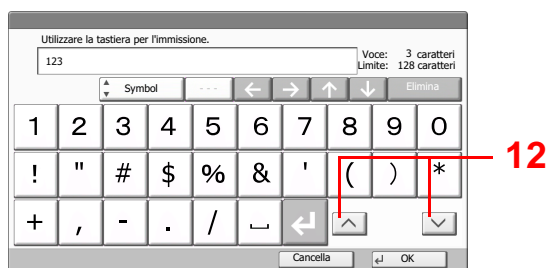 Utilizzare la tastiera per l'immissione.
123
Voce: 3 caratteri
Limite: 128 caratteri
Symbol - - - ← → ↑ ↓ Elimina
1 2 3 4 5 6 7 8 9 0
! " # $ % & ' ( ) *
12
+ , - . /
Cancella OK